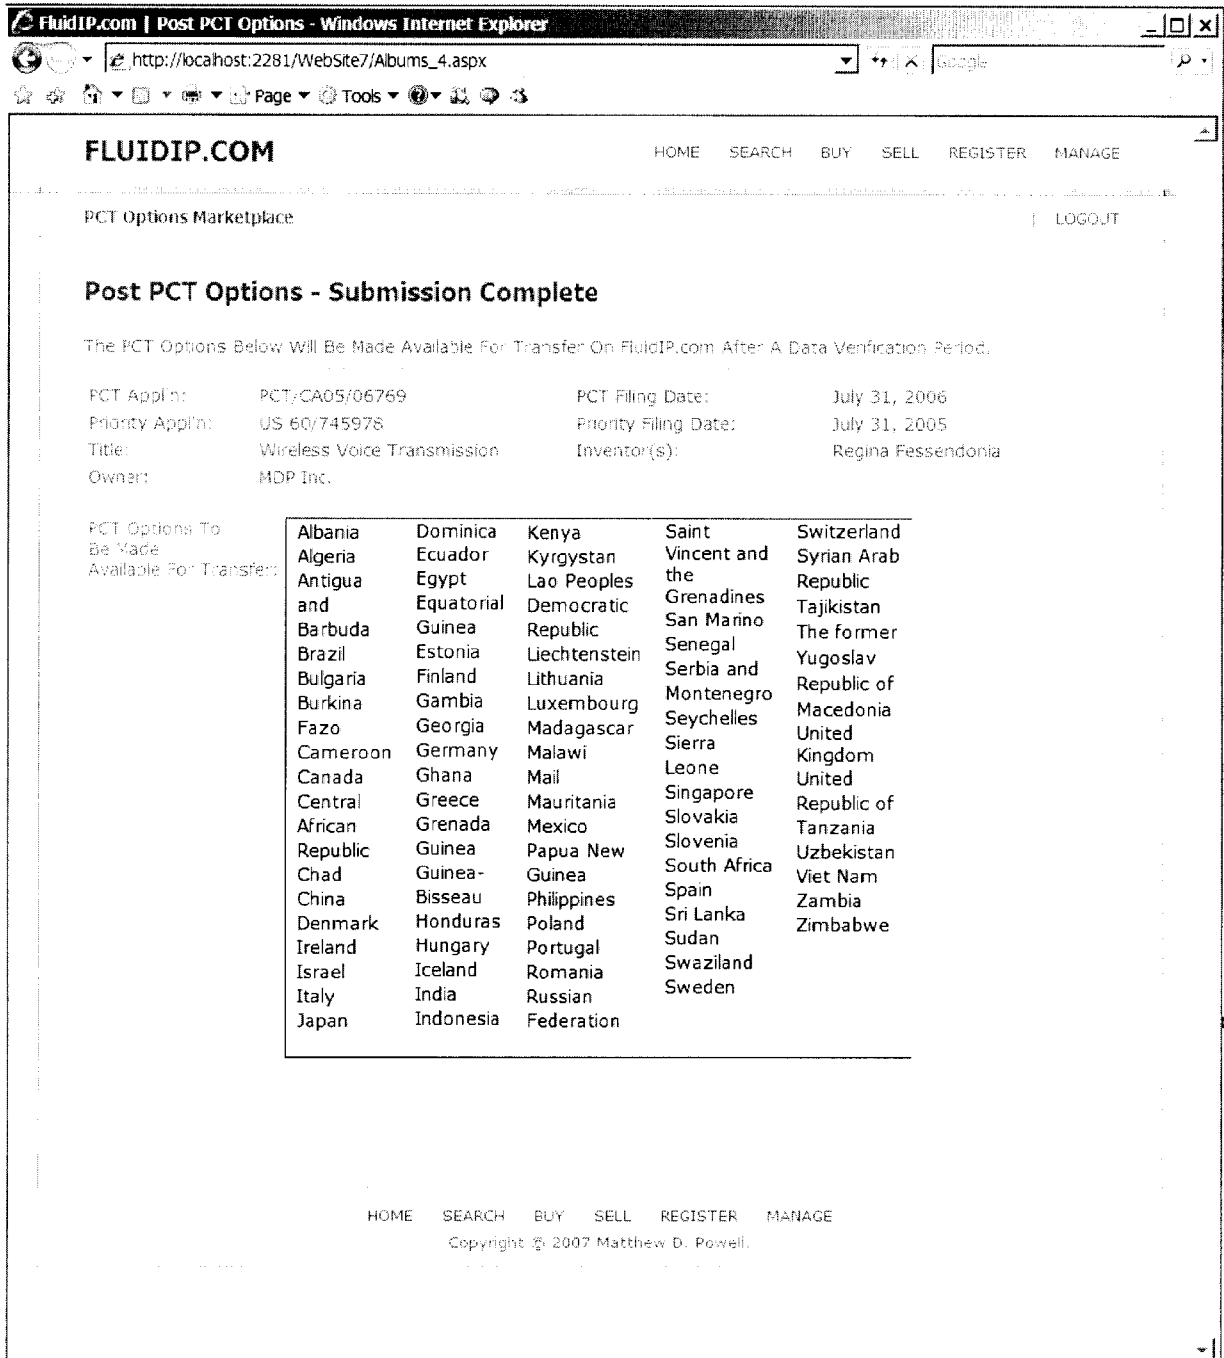 FluidIP.com | Post PCT Options - Windows Internet Explorer
http://localhost:2281/WebSite7/Albums_4.aspx
Google
Page Tools
FLUIDIP.COM
HOME SEARCH BUY SELL REGISTER MANAGE
PCT Options Marketplace
| LOGOUT
Post PCT Options - Submission Complete
The PCT Options Below Will Be Made Available For Transfer On FluidIP.com After A Data Verification Period.
PCT Appl'n: PCT/CA05/06769 PCT Filing Date: July 31, 2006
Priority Appl'n: US 60/745978 Priority Filing Date: July 31, 2005
Title: Wireless Voice Transmission Inventor(s): Regina Fessendonia
Owner: MDP Inc.
PCT Options To
Be Made
Available For Transfer:
Albania
Algeria
Antigua
and
Barbuda
Brazil
Bulgaria
Burkina
Fazo
Cameroon
Canada
Central
African
Republic
Chad
China
Denmark
Ireland
Israel
Italy
Japan
Dominica
Ecuador
Egypt
Equatorial
Guinea
Estonia
Finland
Gambia
Georgia
Germany
Ghana
Greece
Grenada
Guinea
Guinea-
Bisseau
Honduras
Hungary
Iceland
India
Indonesia
Kenya
Kyrgystan
Lao Peoples
Democratic
Republic
Liechtenstein
Lithuania
Luxembourg
Madagascar
Malawi
Mail
Mauritania
Mexico
Papua New
Guinea
Philippines
Poland
Portugal
Romania
Russian
Federation
Saint
Vincent and
the
Grenadines
San Marino
Senegal
Serbia and
Montenegro
Seychelles
Sierra
Leone
Singapore
Slovakia
Slovenia
South Africa
Spain
Sri Lanka
Sudan
Swaziland
Sweden
Switzerland
Syrian Arab
Republic
Tajikistan
The former
Yugoslav
Republic of
Macedonia
United
Kingdom
United
Republic of
Tanzania
Uzbekistan
Viet Nam
Zambia
Zimbabwe
HOME SEARCH BUY SELL REGISTER MANAGE
Copyright © 2007 Matthew D. Powell.